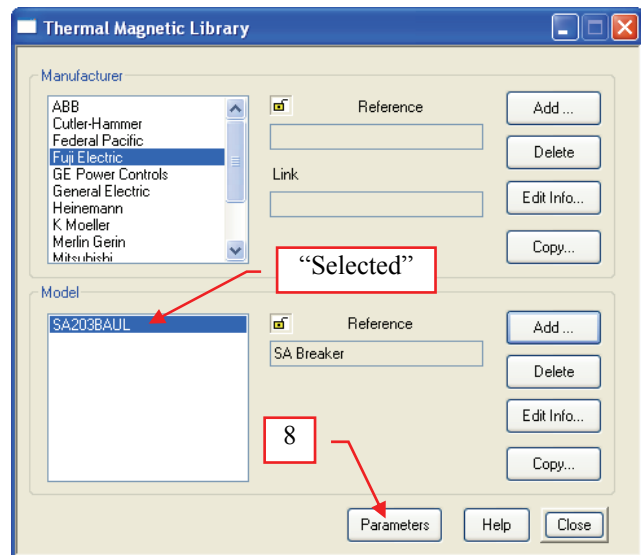 Thermal Magnetic Library
Manufacturer
ABB
Cutler-Hammer
Federal Pacific
Fuji Electric
GE Power Controls
General Electric
Heinemann
K Moeller
Merlin Gerin
Mitsubishi
Reference
Link
Add ...
Delete
Edit Info...
Copy...
“Selected”
Model
SA203BAUL
Reference
SA Breaker
Add ...
Delete
Edit Info...
Copy...
8
Parameters
Help
Close